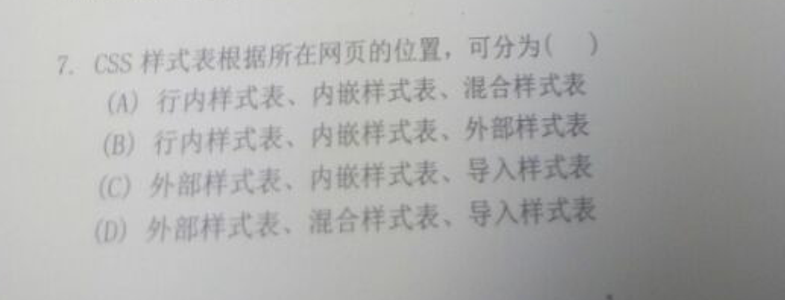 7. CSS 样式表根据所在网页的位置，可分为( )
(A) 行内样式表、内嵌样式表、混合样式表
(B) 行内样式表、内嵌样式表、外部样式表
(C) 外部样式表、内嵌样式表、导入样式表
(D) 外部样式表、混合样式表、导入样式表